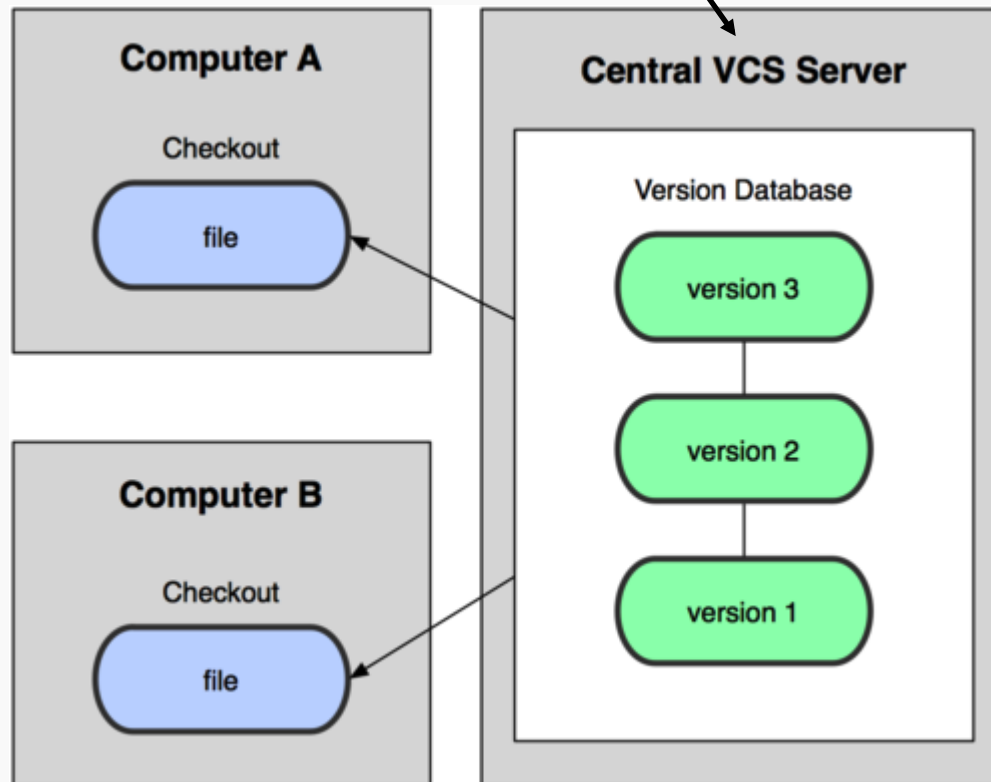 Computer A
Checkout
file
Computer B
Checkout
file
Central VCS Server
Version Database
version 3
version 2
version 1